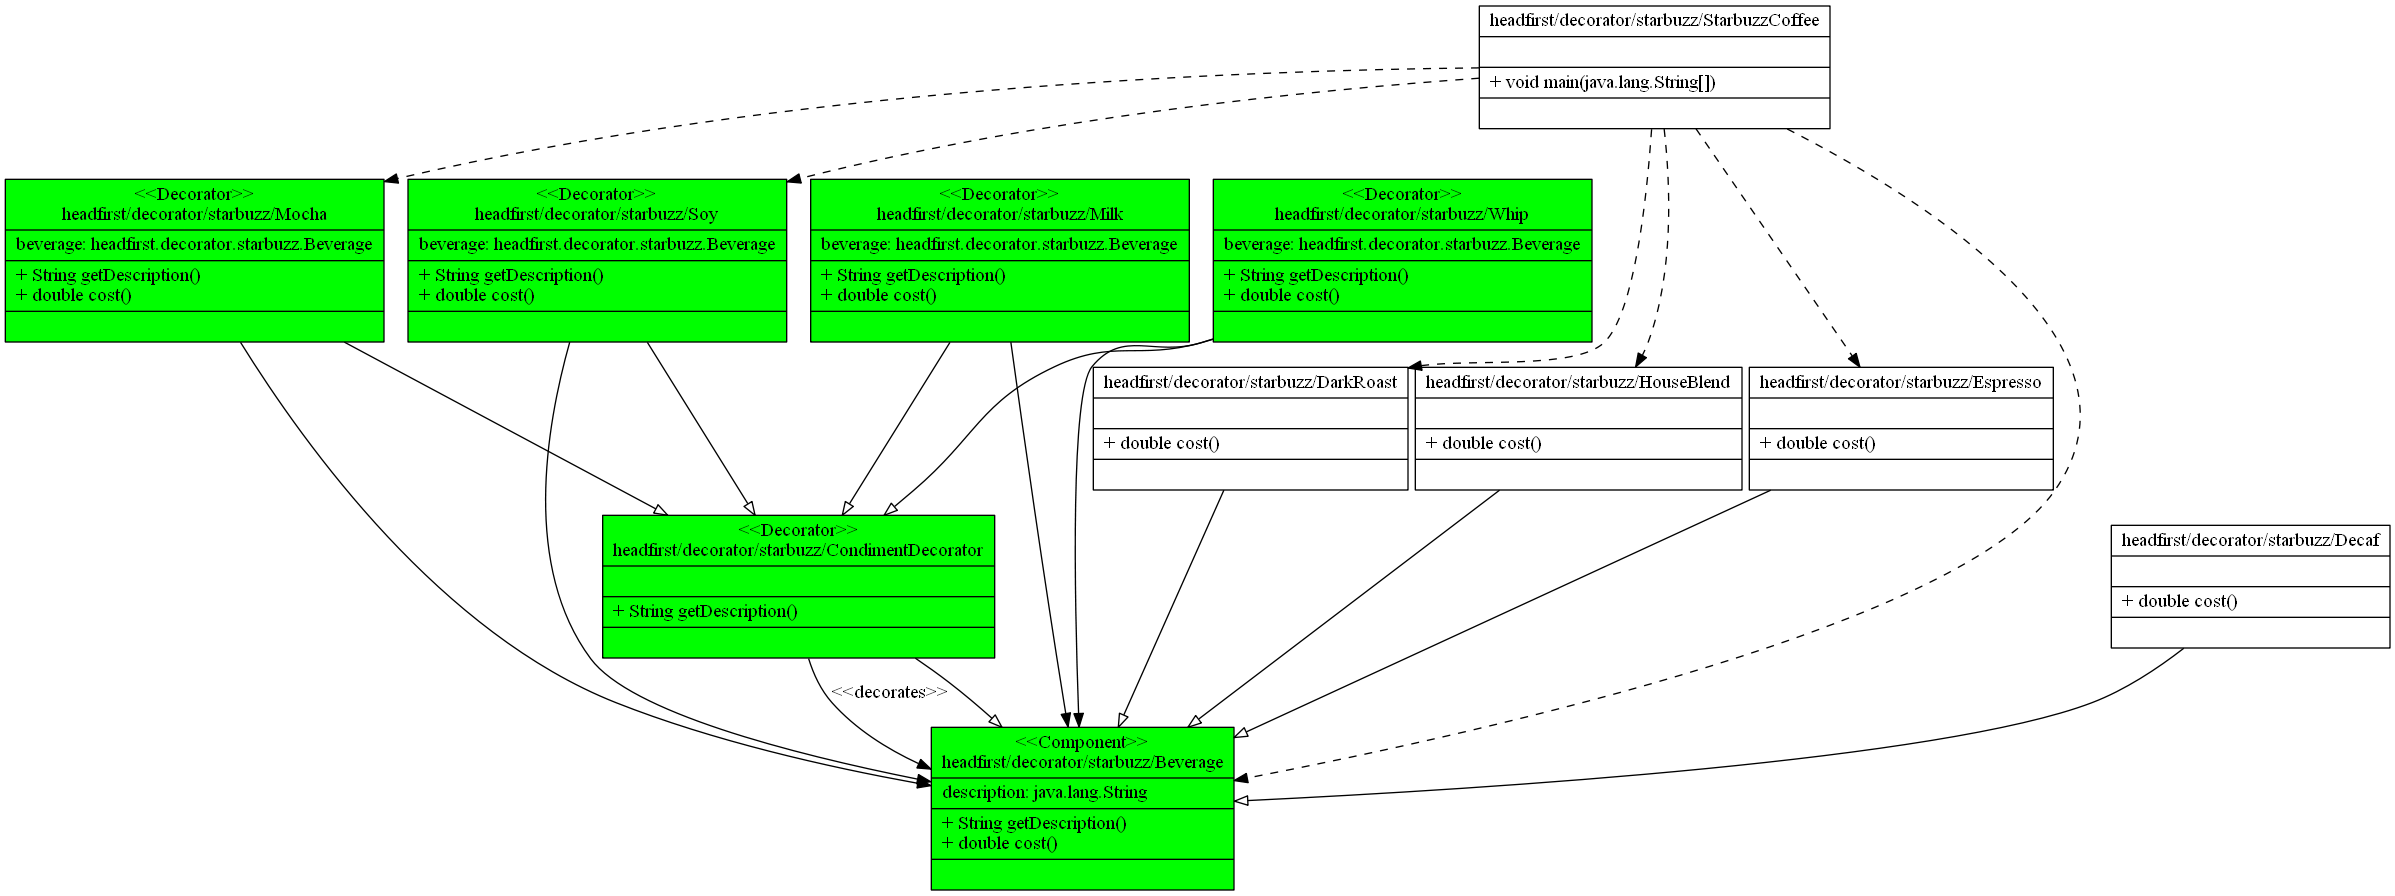 headfirst/decorator/starbuzz/StarbuzzCoffee
+ void main(java.lang.String[])
<<Decorator>>
headfirst/decorator/starbuzz/Mocha
beverage: headfirst.decorator.starbuzz.Beverage
+ String getDescription()
+ double cost()
<<Decorator>>
headfirst/decorator/starbuzz/Soy
beverage: headfirst.decorator.starbuzz.Beverage
+ String getDescription()
+ double cost()
<<Decorator>>
headfirst/decorator/starbuzz/Milk
beverage: headfirst.decorator.starbuzz.Beverage
+ String getDescription()
+ double cost()
<<Decorator>>
headfirst/decorator/starbuzz/Whip
beverage: headfirst.decorator.starbuzz.Beverage
+ String getDescription()
+ double cost()
headfirst/decorator/starbuzz/DarkRoast
+ double cost()
headfirst/decorator/starbuzz/HouseBlend
+ double cost()
headfirst/decorator/starbuzz/Espresso
+ double cost()
<<Decorator>>
headfirst/decorator/starbuzz/CondimentDecorator
+ String getDescription()
headfirst/decorator/starbuzz/Decaf
+ double cost()
<<decorates>>
<<Component>>
headfirst/decorator/starbuzz/Beverage
description: java.lang.String
+ String getDescription()
+ double cost()